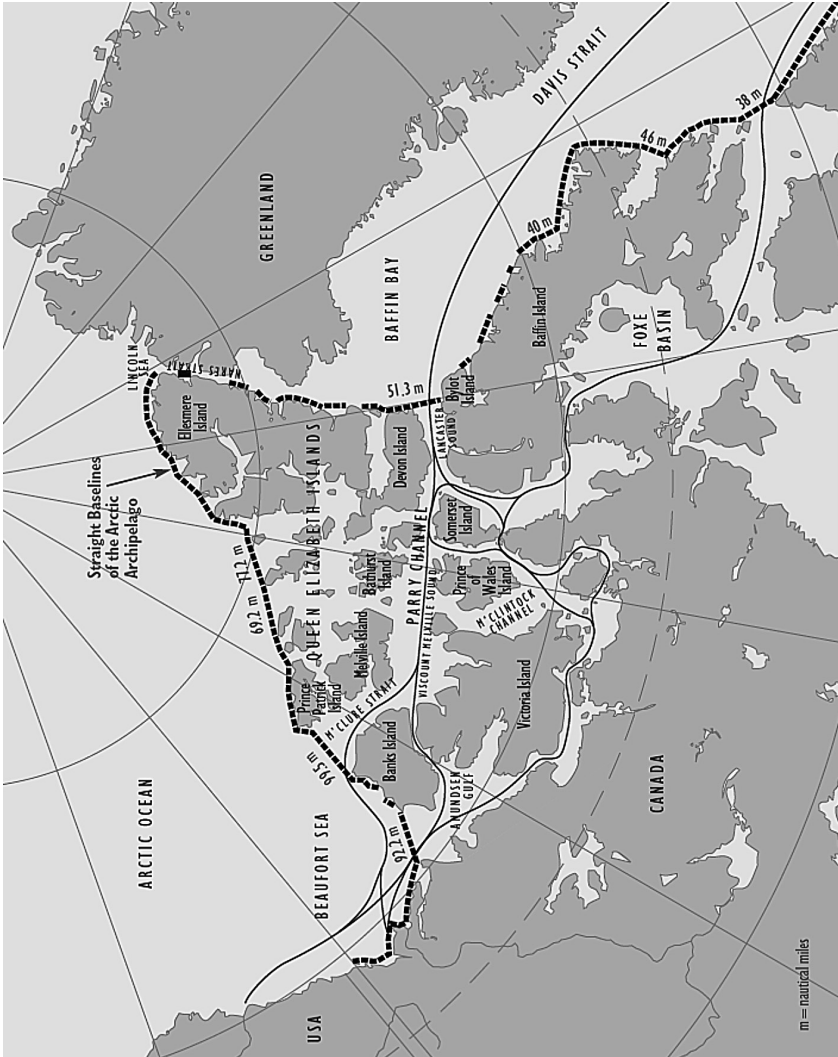 DAVIS STRAIT
38 m
46 m
40 m
GREENLAND
BAFFIN BAY
Baffin Island
FOXE
BASIN
LINCOLN
SEA
NARES STRAIT
Ellesmere
Island
51.3 m
Bylot
Island
LANCASTER
SOUND
Devon Island
Straight Baselines
of the Arctic
Archipelago
QUEEN ELIZABETH ISLANDS
Somerset
Island
PARRY CHANNEL
Bathurst
Island
Prince
of
Wales
Island
71.2 m
69.2 m
M'CLINTOCK
CHANNEL
VISCOUNT MELVILLE SOUND
Melville Island
Prince
Patrick
Island
M'CLURE STRAIT
Victoria Island
99.5 m
Banks Island
AMUNDSEN
GULF
CANADA
ARCTIC OCEAN
BEAUFORT SEA
92.2 m
USA
m = nautical miles